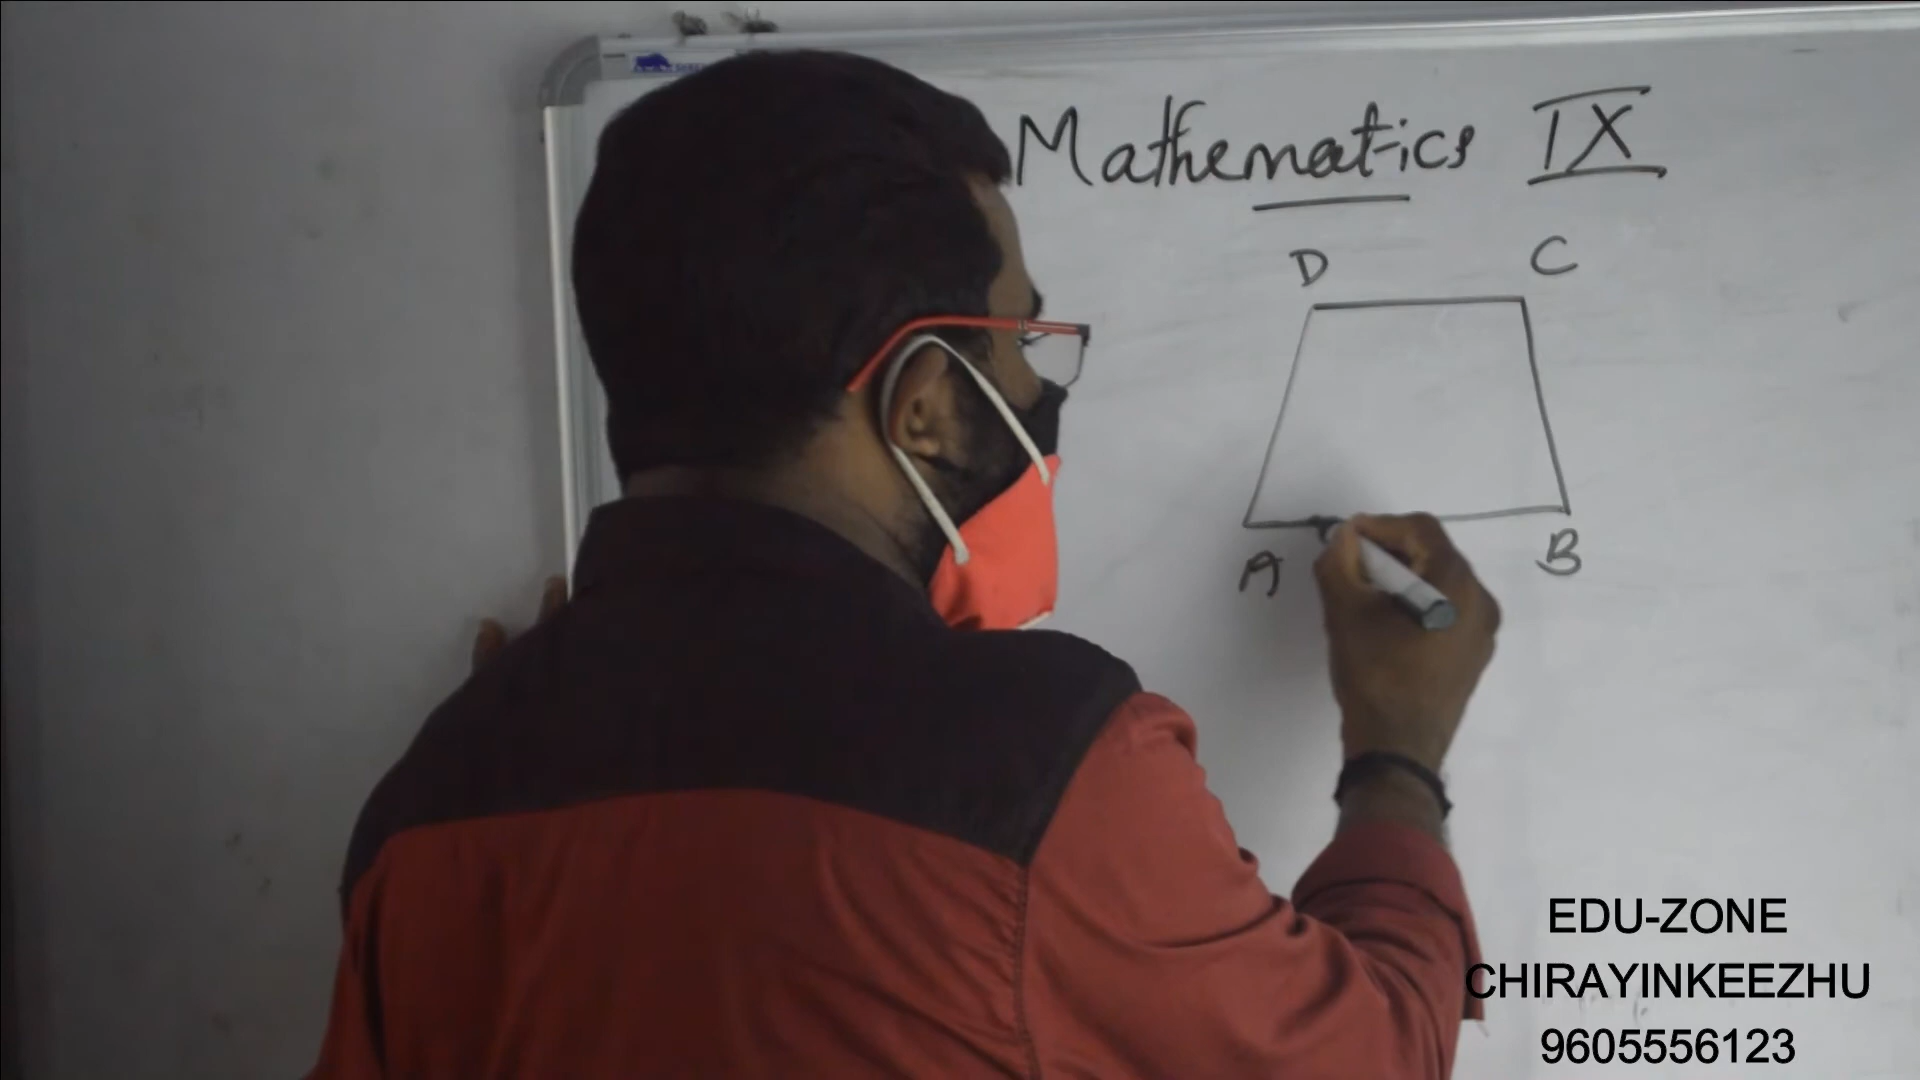 Mathematics IX
D C
A B
EDU-ZONE
CHIRAYINKEEZHU
9605556123